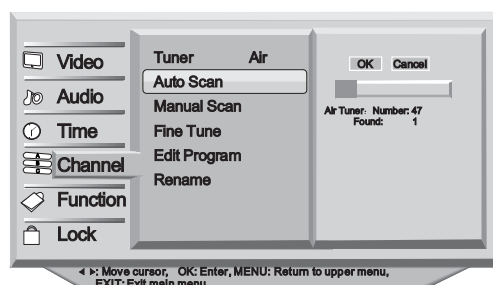 Video
Audio
Time
Channel
Function
Lock
Tuner Air
Auto Scan
Manual Scan
Fine Tune
Edit Program
Rename
OK Cancel
Air Tuner: Number: 47
Found: 1
◄ ►: Move cursor, OK: Enter, MENU: Return to upper menu,
EXIT: Exit main menu